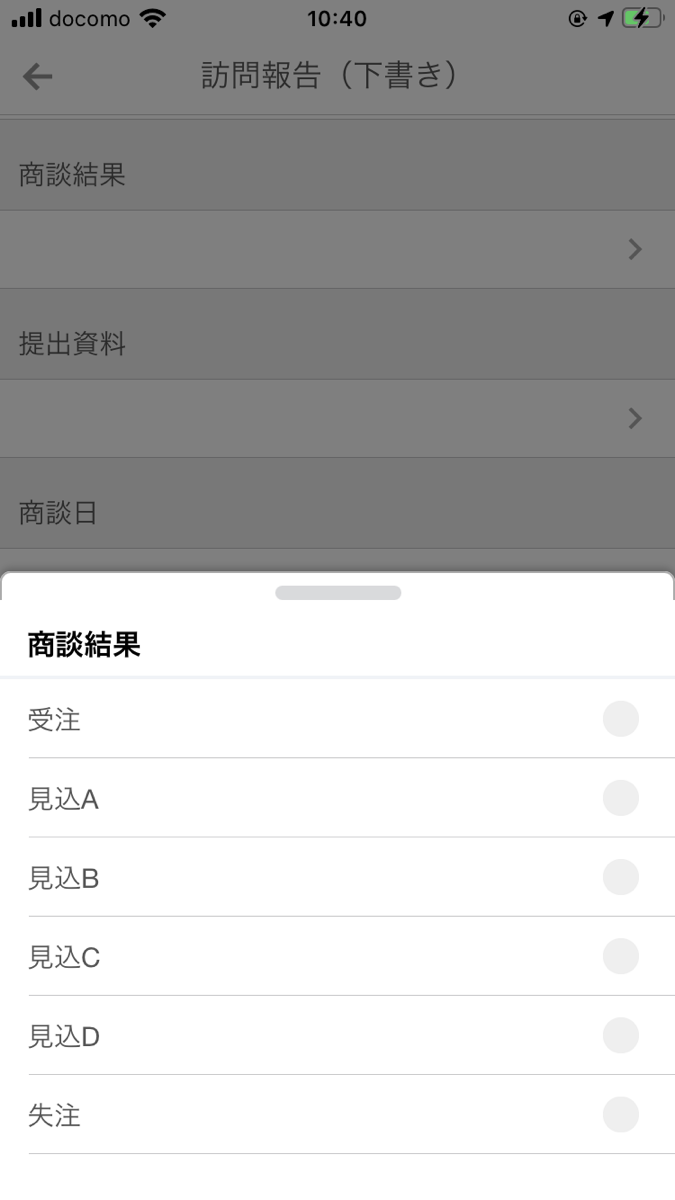 docomo 10:40
訪問報告（下書き）
商談結果
提出資料
商談日
商談結果
受注
見込A
見込B
見込C
見込D
失注